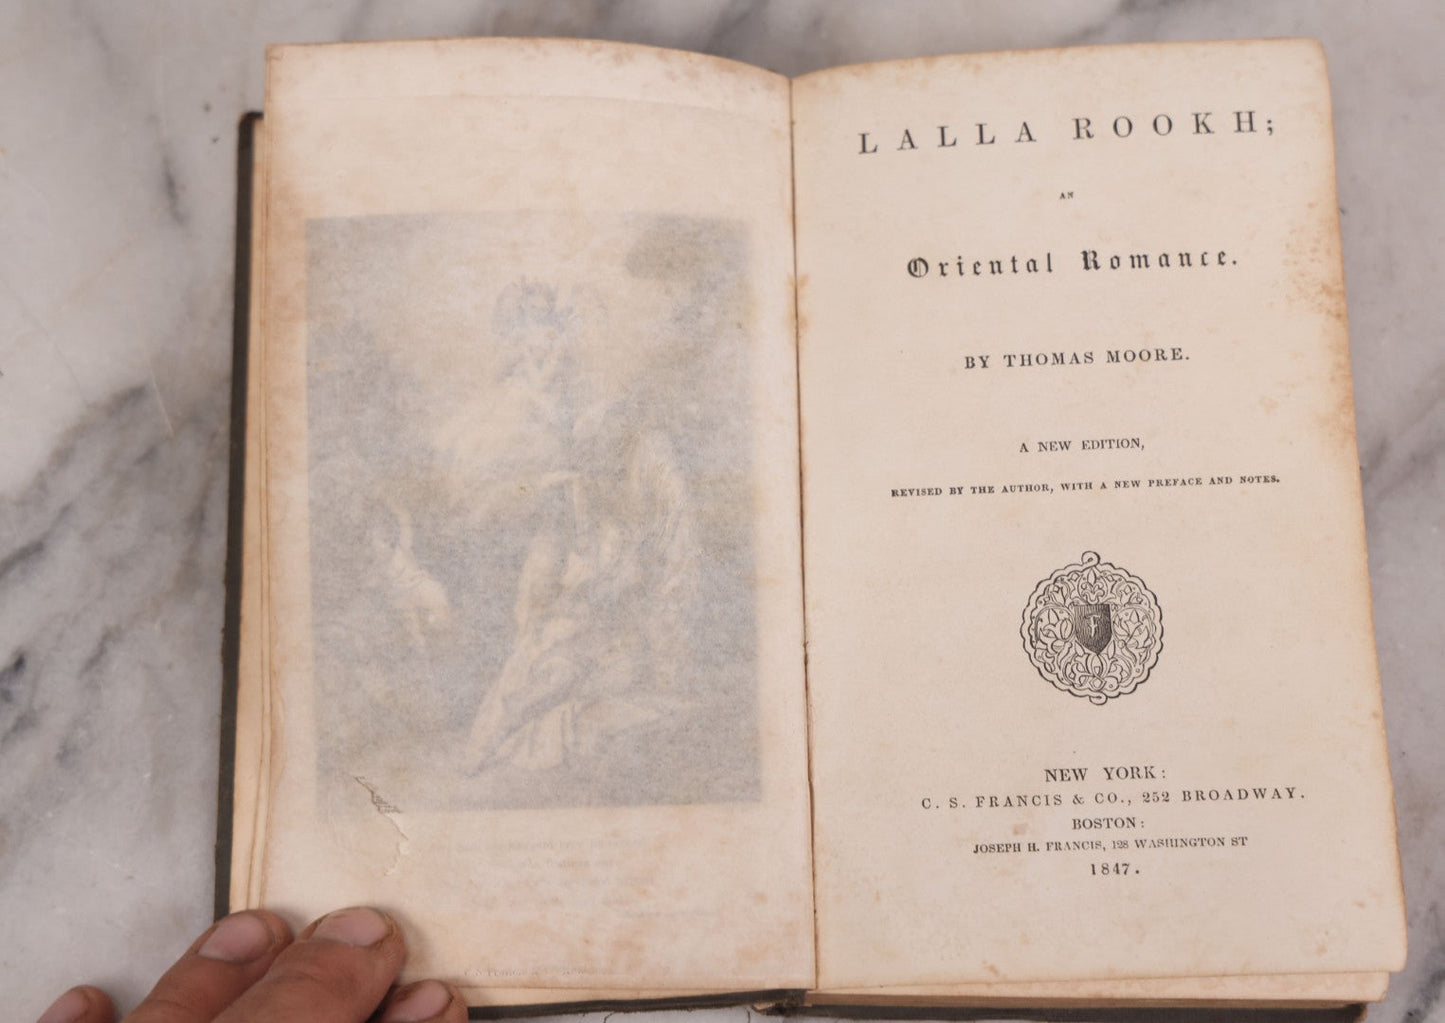 LALLA ROOKH;
AN
Oriental Romance.
BY THOMAS MOORE.
A NEW EDITION,
REVISED BY THE AUTHOR, WITH A NEW PREFACE AND NOTES.
F
NEW YORK:
C. S. FRANCIS & CO., 252 BROADWAY.
BOSTON:
JOSEPH H. FRANCIS, 128 WASHINGTON ST
1847.